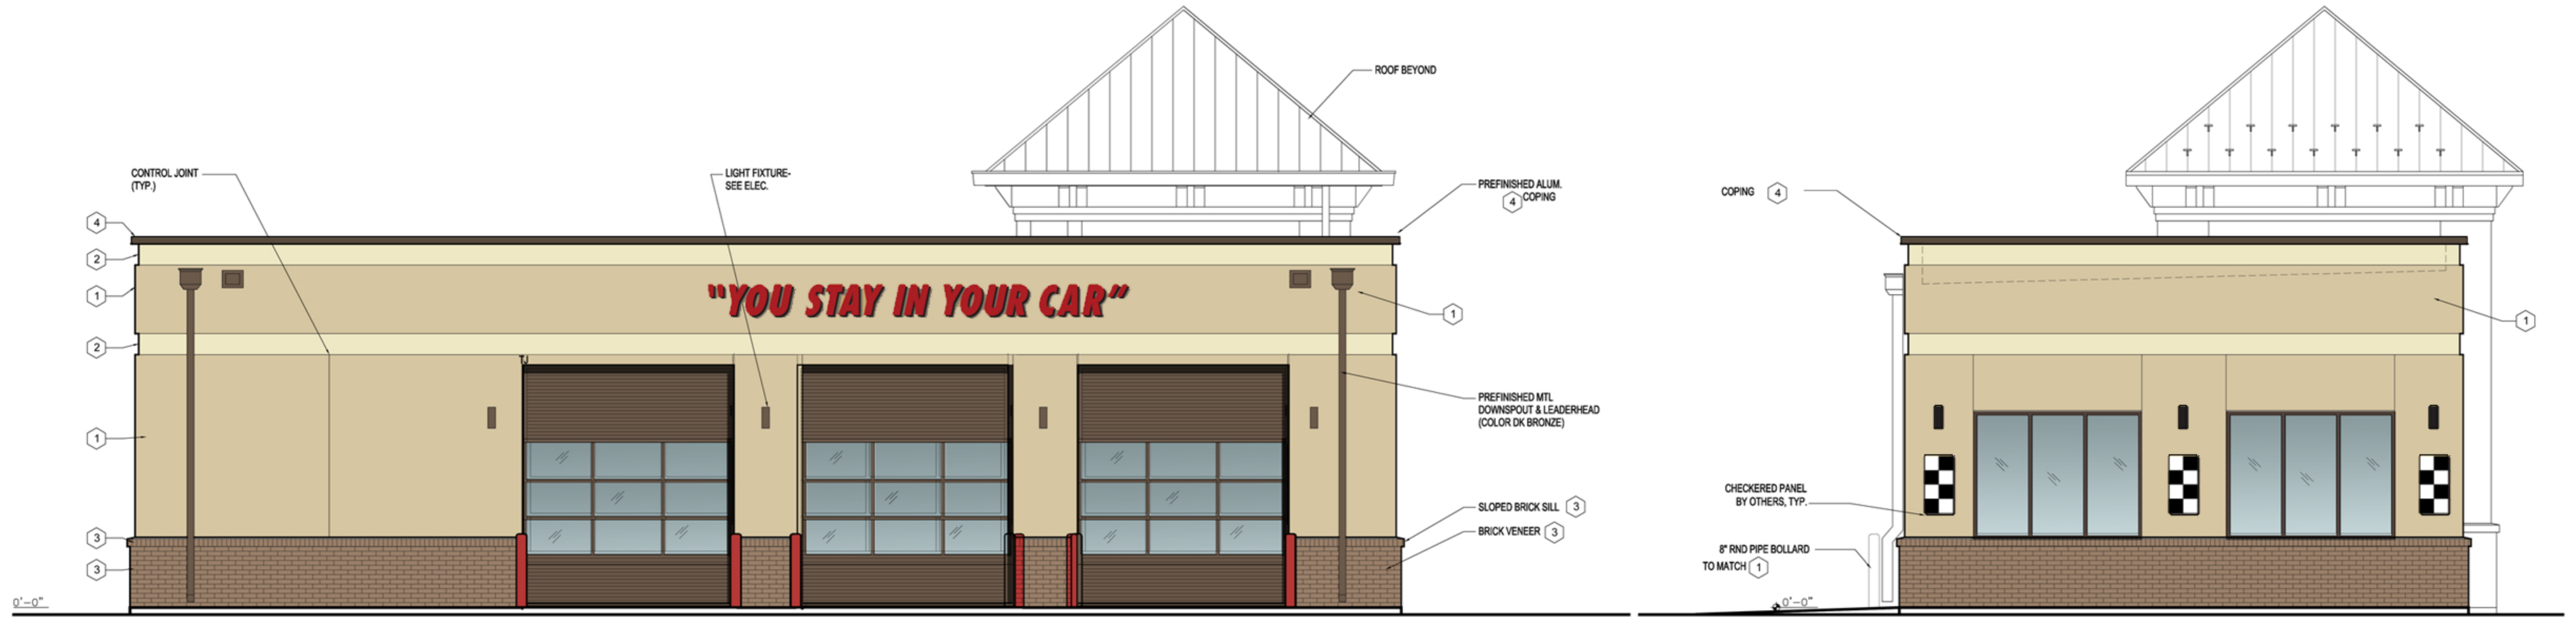 ROOF BEYOND
CONTROL JOINT
(TYP.)
LIGHT FIXTURE-
SEE ELEC.
PREFINISHED ALUM.
4 COPING
4
2
1
2
1
3
3
"YOU STAY IN YOUR CAR"
1
PREFINISHED MTL
DOWNSPOUT & LEADERHEAD
(COLOR DK BRONZE)
SLOPED BRICK SILL 3
BRICK VENEER 3
0'-0"
COPING 4
1
CHECKERED PANEL
BY OTHERS, TYP.
8" RND PIPE BOLLARD
TO MATCH 1
0'-0"